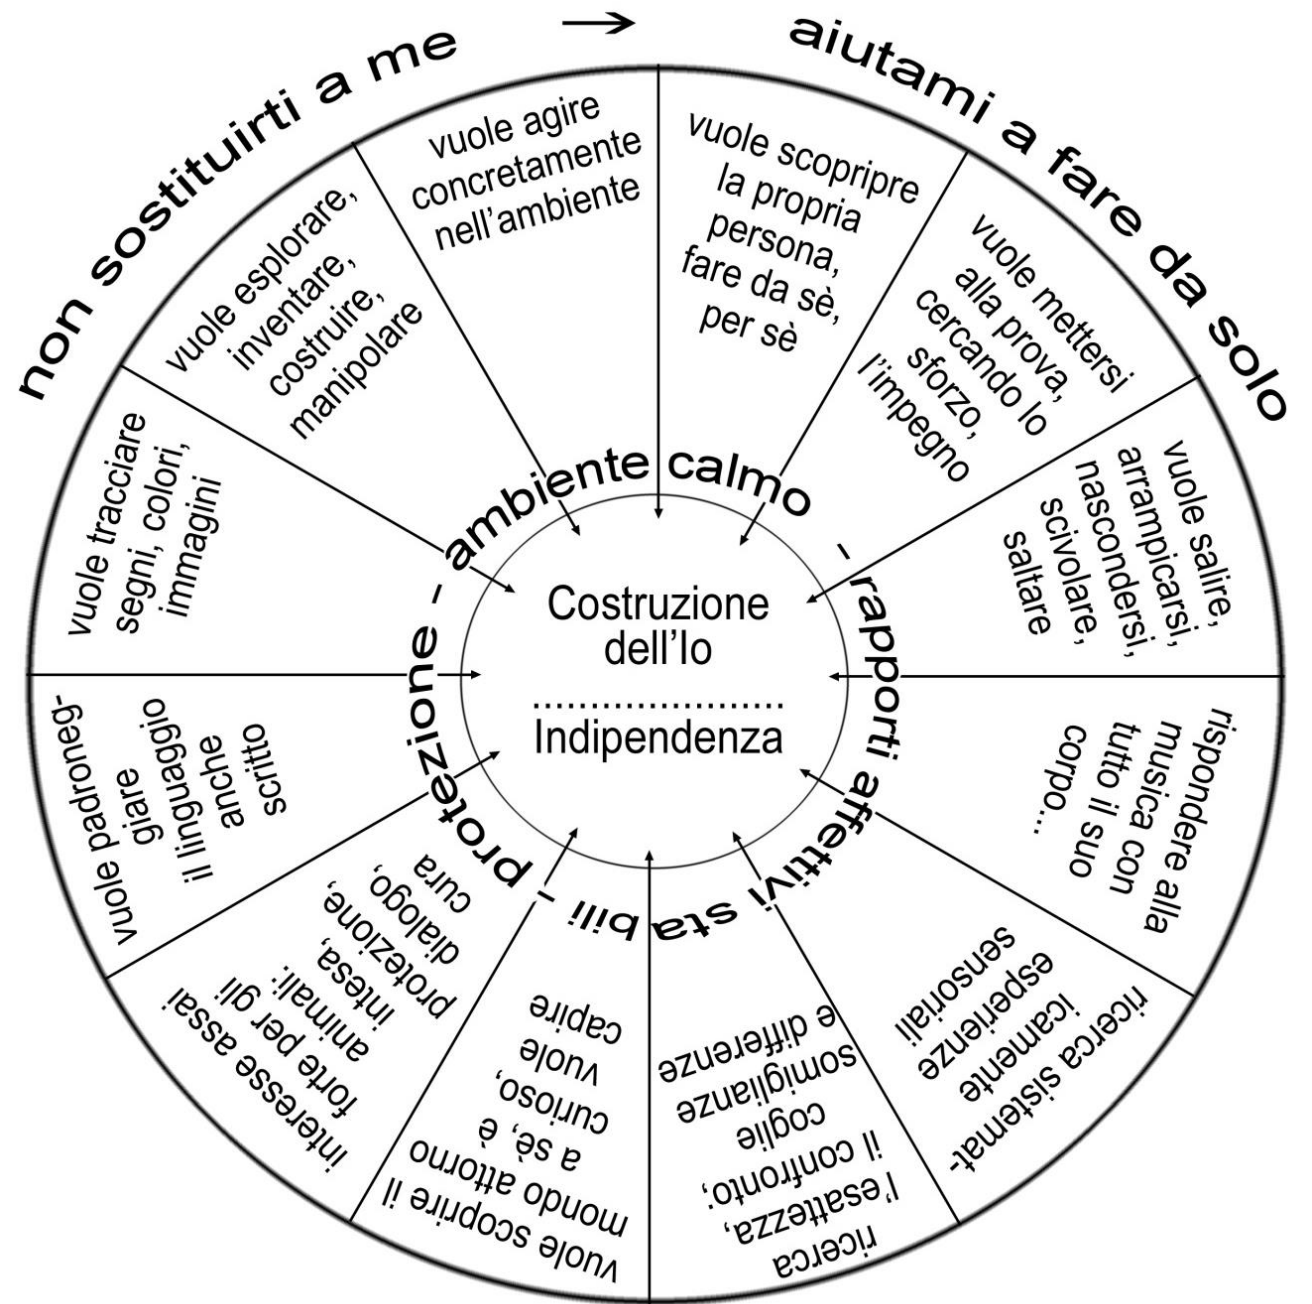 non sostituirti a me →
aiutami a fare da solo
vuole scopripre
la propria
persona,
fare da sè,
per sè
vuole mettersi
alla prova,
cercando lo
sforzo,
l'impegno
vuole salire,
arrampicarsi,
nascondersi,
scivolare,
saltare
rispondere alla
musica con
tutto il suo
corpo...
ricerca sistemat-
icamente
esperienze
sensoriali
ricerca
l'esattezza,
il confronto;
coglie
somiglianze
e differenze
vuole scoprire il
mondo attorno
a sè, è
curioso,
vuole
capire
interesse assai
forte per gli
animali:
intesa,
protezione,
dialogo,
cura
vuole padroneg-
giare
il linguaggio
anche
scritto
vuole tracciare
segni, colori,
immagini
vuole esplorare,
inventare,
costruire,
manipolare
vuole agire
concretamente
nell'ambiente
ambiente calmo - rapporti affettivi sta bili - protezione -
Costruzione
dell'Io
........................
Indipendenza